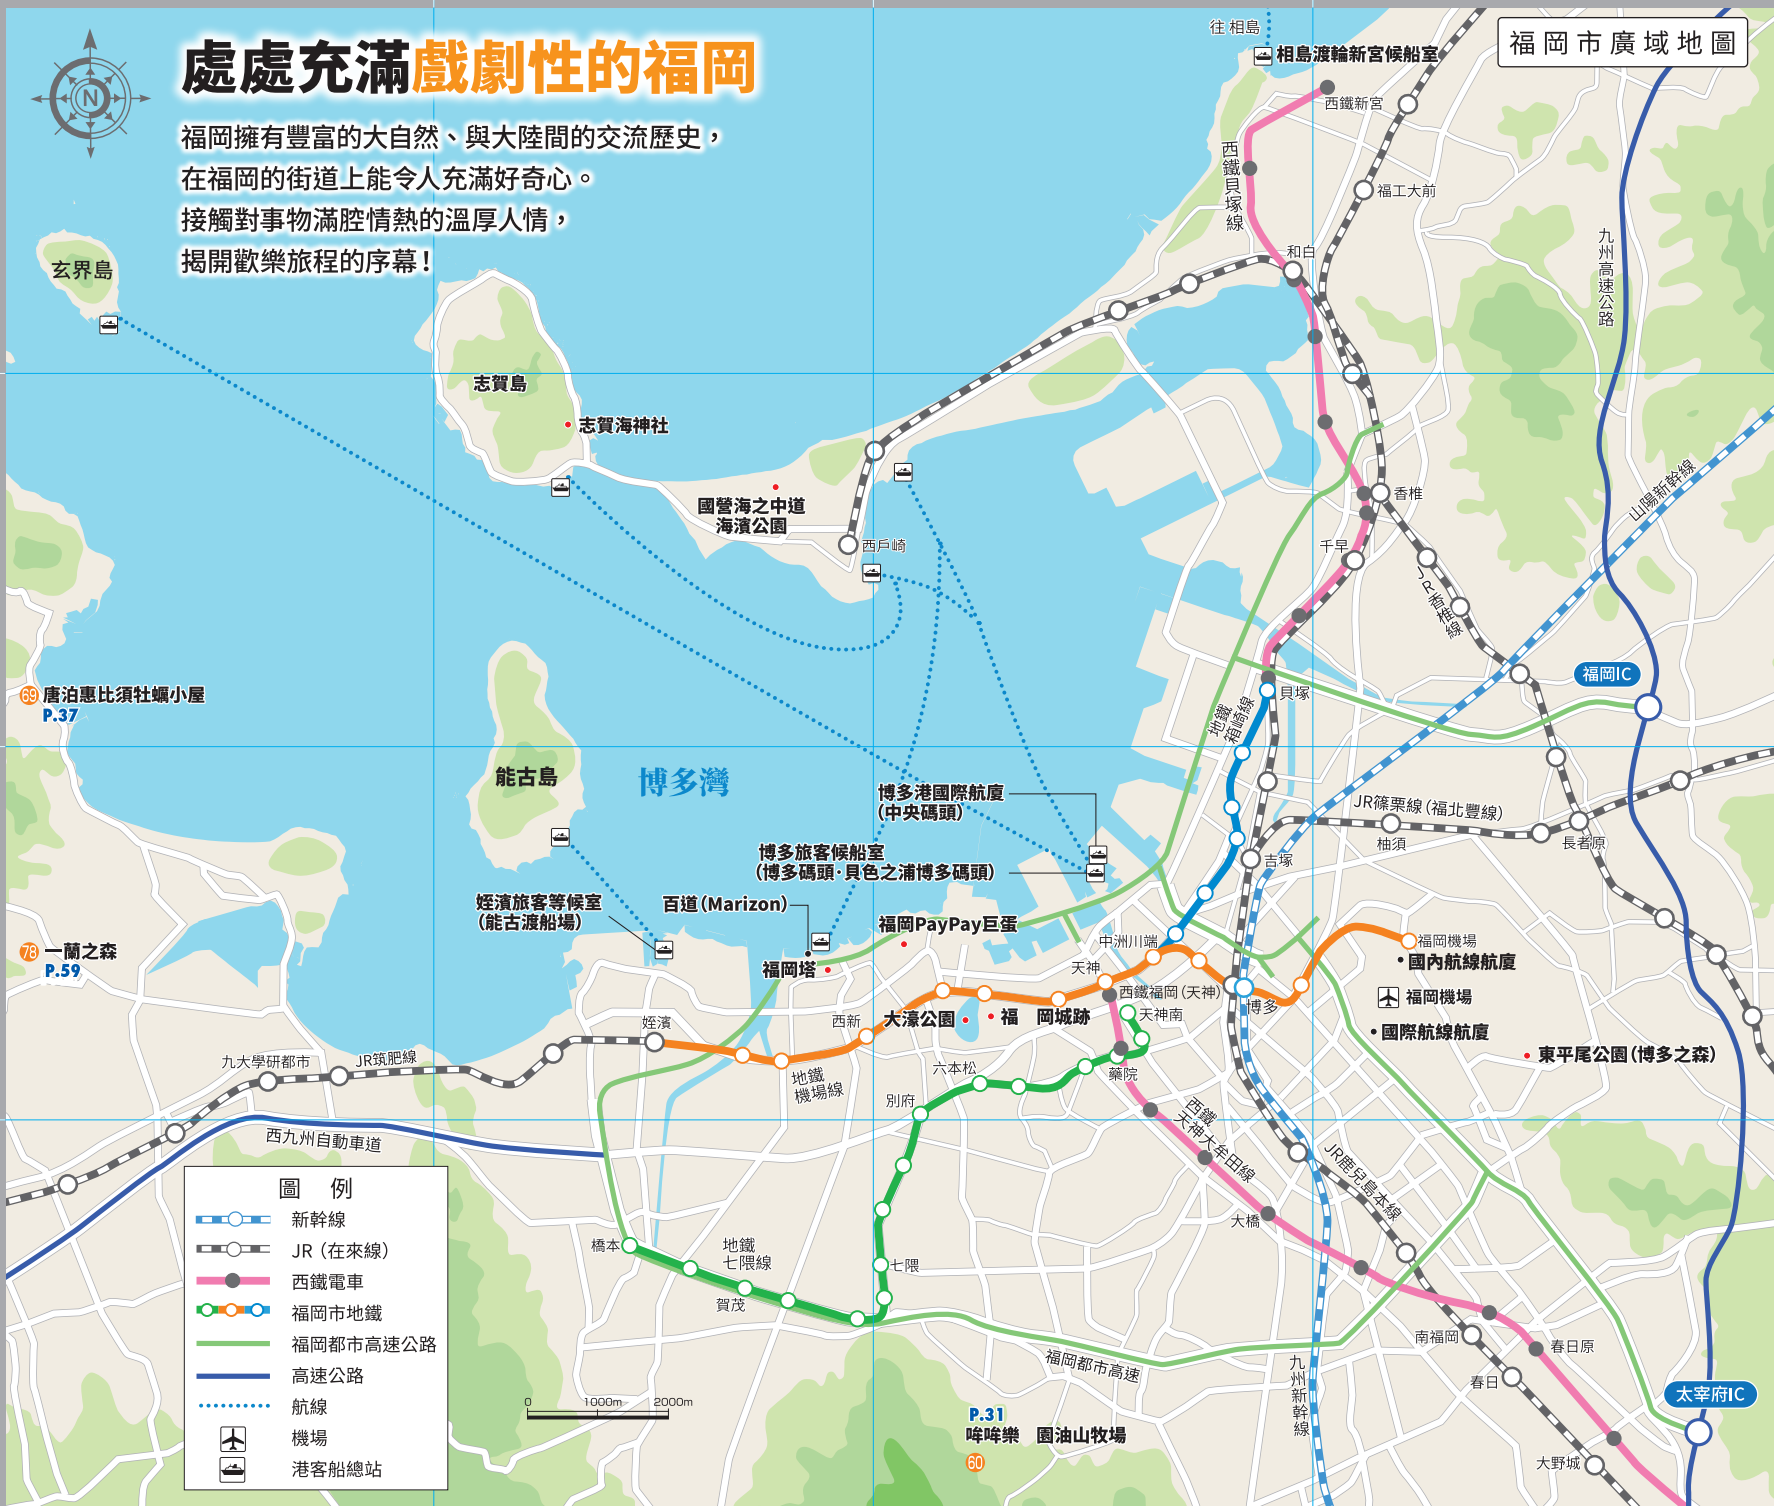 處處充滿戲劇性的福岡
福岡擁有豐富的大自然、與大陸間的交流歷史，
在福岡的街道上能令人充滿好奇心。
接觸對事物滿腔情熱的溫厚人情，
揭開歡樂旅程的序幕！
福岡市廣域地圖
N
往 相島
相島渡輪新宮候船室
西鐵新宮
西鐵貝塚線
福工大前
和白
九州高速公路
玄界島
志賀島
志賀海神社
國營海之中道
海濱公園
西戶崎
香椎
千早
JR香椎線
山陽新幹線
福岡IC
貝塚
地鐵
箱崎線
69 唐泊惠比須牡蠣小屋
P.37
能古島
博多灣
博多港國際航廈
（中央碼頭）
博多旅客候船室
（博多碼頭·貝色之浦博多碼頭）
JR篠栗線（福北豐線）
柚須
長者原
吉塚
姪濱旅客等候室
（能古渡船場）
百道（Marizon）
福岡PayPay巨蛋
78 一蘭之森
P.59
福岡塔
中洲川端
天神
西鐵福岡（天神）
天神南
博多
福岡機場
國內航線航廈
福岡機場
國際航線航廈
東平尾公園（博多之森）
姪濱
西新
大濠公園
福　岡城跡
九大學研都市
JR筑肥線
地鐵
機場線
六本松
別府
藥院
西鐵
天神大牟田線
西九州自動車道
JR鹿兒島本線
大橋
橋本
地鐵
七隈線
賀茂
七隈
福岡都市高速
九州新幹線
南福岡
春日原
春日
太宰府IC
大野城
P.31
哞哞樂　園油山牧場
60
0 1000m 2000m
圖 例
新幹線
JR（在來線）
西鐵電車
福岡市地鐵
福岡都市高速公路
高速公路
航線
機場
港客船總站